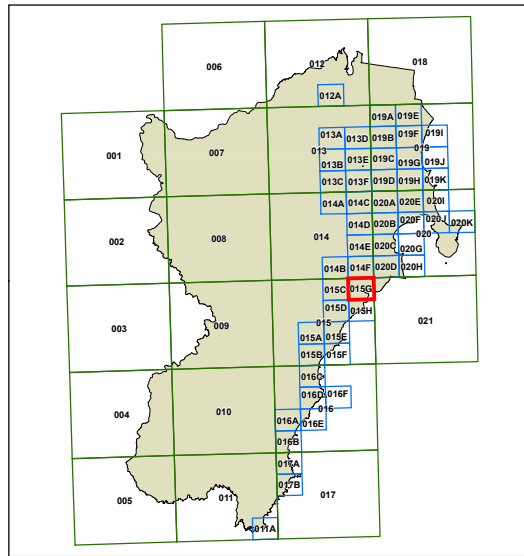 006 012 018
012A
019A 019E
013A 013D 019B 019F 019I
001 007 013 019
013B 013E 019C 019G 019J
013C 013F 019D 019H 019K
014A 014C 020A 020E 020I
014D 020B 020F 020J 020K
002 008 014 020
014E 020C 020G
014B 014F 020D 020H
015C 015G
015D 015H
003 009 015 021
015A 015E
015B 015F
016C
016D 016F
004 010 016
016A 016E
016B
017A
017B
005 011 017
011A